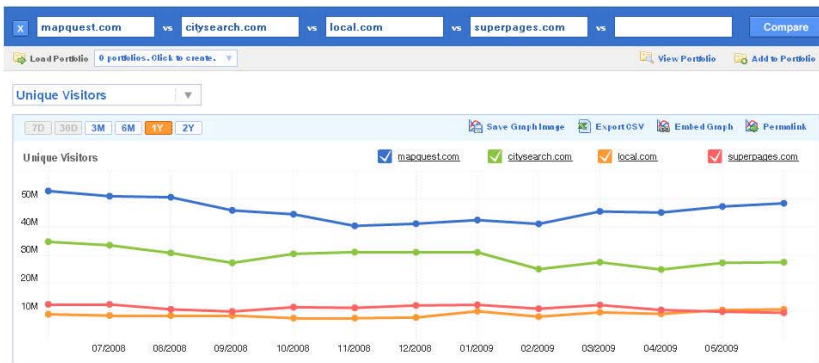 X mapquest.com vs citysearch.com vs local.com vs superpages.com vs Compare
Load Portfolio 0 portfolios. Click to create. View Portfolio Add to Portfolio
Unique Visitors
7D 30D 3M 6M 1Y 2Y Save Graph Image Export CSV Embed Graph Permalink
Unique Visitors mapquest.com citysearch.com local.com superpages.com
50M
40M
30M
20M
10M
07/2008 08/2008 09/2008 10/2008 11/2008 12/2008 01/2009 02/2009 03/2009 04/2009 05/2009